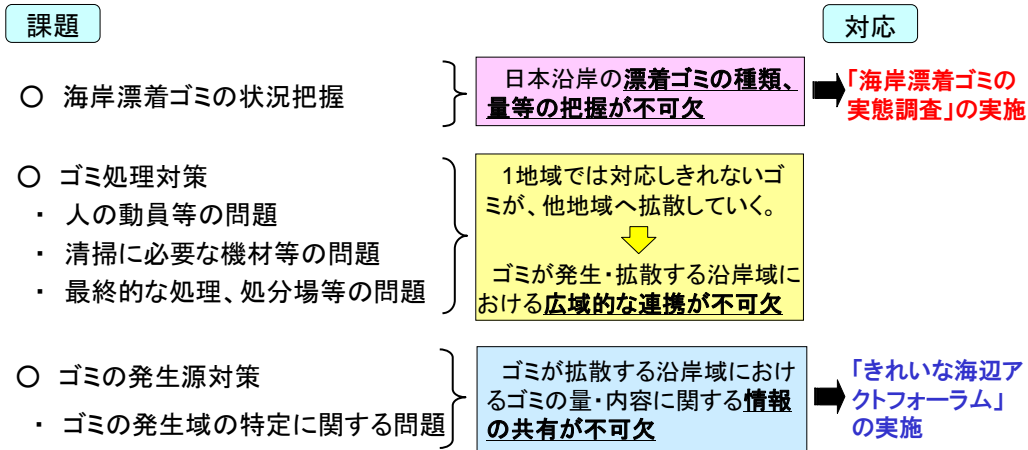 課題
対応
○ 海岸漂着ゴミの状況把握
日本沿岸の漂着ゴミの種類、
量等の把握が不可欠
「海岸漂着ゴミの
実態調査」の実施
○ ゴミ処理対策
・ 人の動員等の問題
・ 清掃に必要な機材等の問題
・ 最終的な処理、処分場等の問題
1地域では対応しきれないゴ
ミが、他地域へ拡散していく。
ゴミが発生・拡散する沿岸域に
おける広域的な連携が不可欠
○ ゴミの発生源対策
・ ゴミの発生域の特定に関する問題
ゴミが拡散する沿岸域におけ
るゴミの量・内容に関する情報
の共有が不可欠
「きれいな海辺ア
クトフォーラム」
の実施